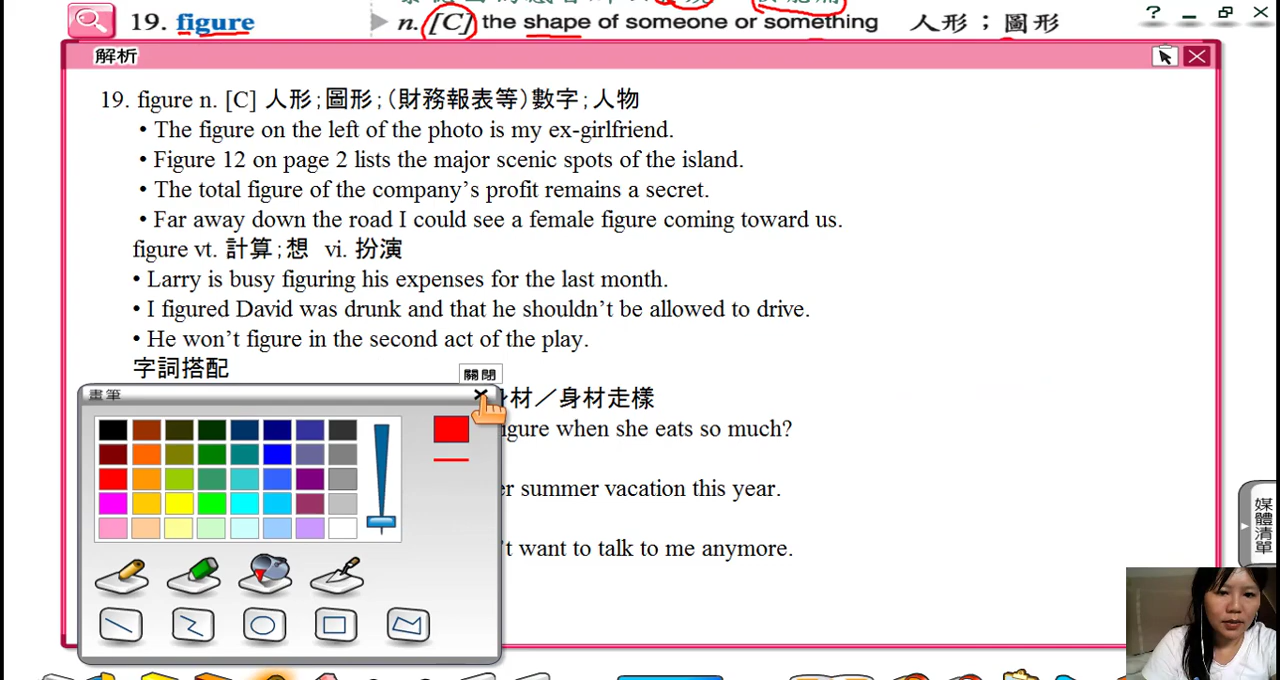 19. figure
n. [C] the shape of someone or something 人形；圖形
解析
19. figure n. [C] 人形；圖形；（財務報表等）數字；人物
• The figure on the left of the photo is my ex-girlfriend.
• Figure 12 on page 2 lists the major scenic spots of the island.
• The total figure of the company’s profit remains a secret.
• Far away down the road I could see a female figure coming toward us.
figure vt. 計算；想 vi. 扮演
• Larry is busy figuring his expenses for the last month.
• I figured David was drunk and that he shouldn’t be allowed to drive.
• He won’t figure in the second act of the play.
字詞搭配
關閉
畫筆
材／身材走樣
igure when she eats so much?
er summer vacation this year.
’t want to talk to me anymore.
媒體清單